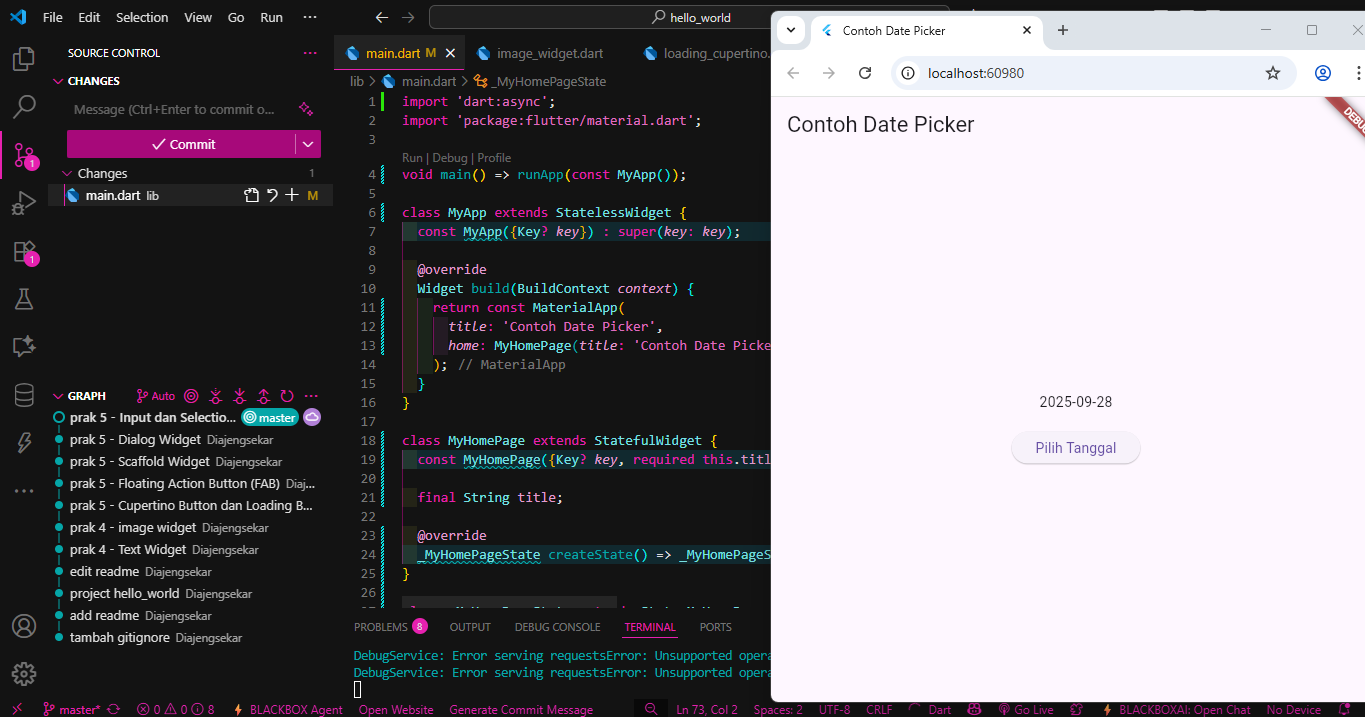 File Edit Selection View Go Run ···
hello_world
SOURCE CONTROL
CHANGES
Message (Ctrl+Enter to commit o...
Commit
Changes 1
main.dart lib M
1
1
GRAPH Auto
prak 5 - Input dan Selectio... master
prak 5 - Dialog Widget Diajengsekar
prak 5 - Scaffold Widget Diajengsekar
prak 5 - Floating Action Button (FAB) Diaj...
prak 5 - Cupertino Button dan Loading B...
prak 4 - image widget Diajengsekar
prak 4 - Text Widget Diajengsekar
edit readme Diajengsekar
project hello_world Diajengsekar
add readme Diajengsekar
tambah gitignore Diajengsekar
main.dart M image_widget.dart loading_cupertino.
lib > main.dart > _MyHomePageState
1 import 'dart:async';
2 import 'package:flutter/material.dart';
3
Run | Debug | Profile
4 void main() => runApp(const MyApp());
5
6 class MyApp extends StatelessWidget {
7 const MyApp({Key? key}) : super(key: key);
8
9 @override
10 Widget build(BuildContext context) {
11 return const MaterialApp(
12 title: 'Contoh Date Picker',
13 home: MyHomePage(title: 'Contoh Date Picke
14 ); // MaterialApp
15 }
16 }
17
18 class MyHomePage extends StatefulWidget {
19 const MyHomePage({Key? key, required this.titl
20
21 final String title;
22
23 @override
24 _MyHomePageState createState() => _MyHomePageS
25 }
26
PROBLEMS 8 OUTPUT DEBUG CONSOLE TERMINAL PORTS
DebugService: Error serving requestsError: Unsupported opera
DebugService: Error serving requestsError: Unsupported opera
master* 0 0 8 BLACKBOX Agent Open Website Generate Commit Message Ln 73, Col 2 Spaces: 2 UTF-8 CRLF Dart Go Live BLACKBOXAI: Open Chat No Device
Contoh Date Picker
localhost:60980
Contoh Date Picker
DEBU
2025-09-28
Pilih Tanggal